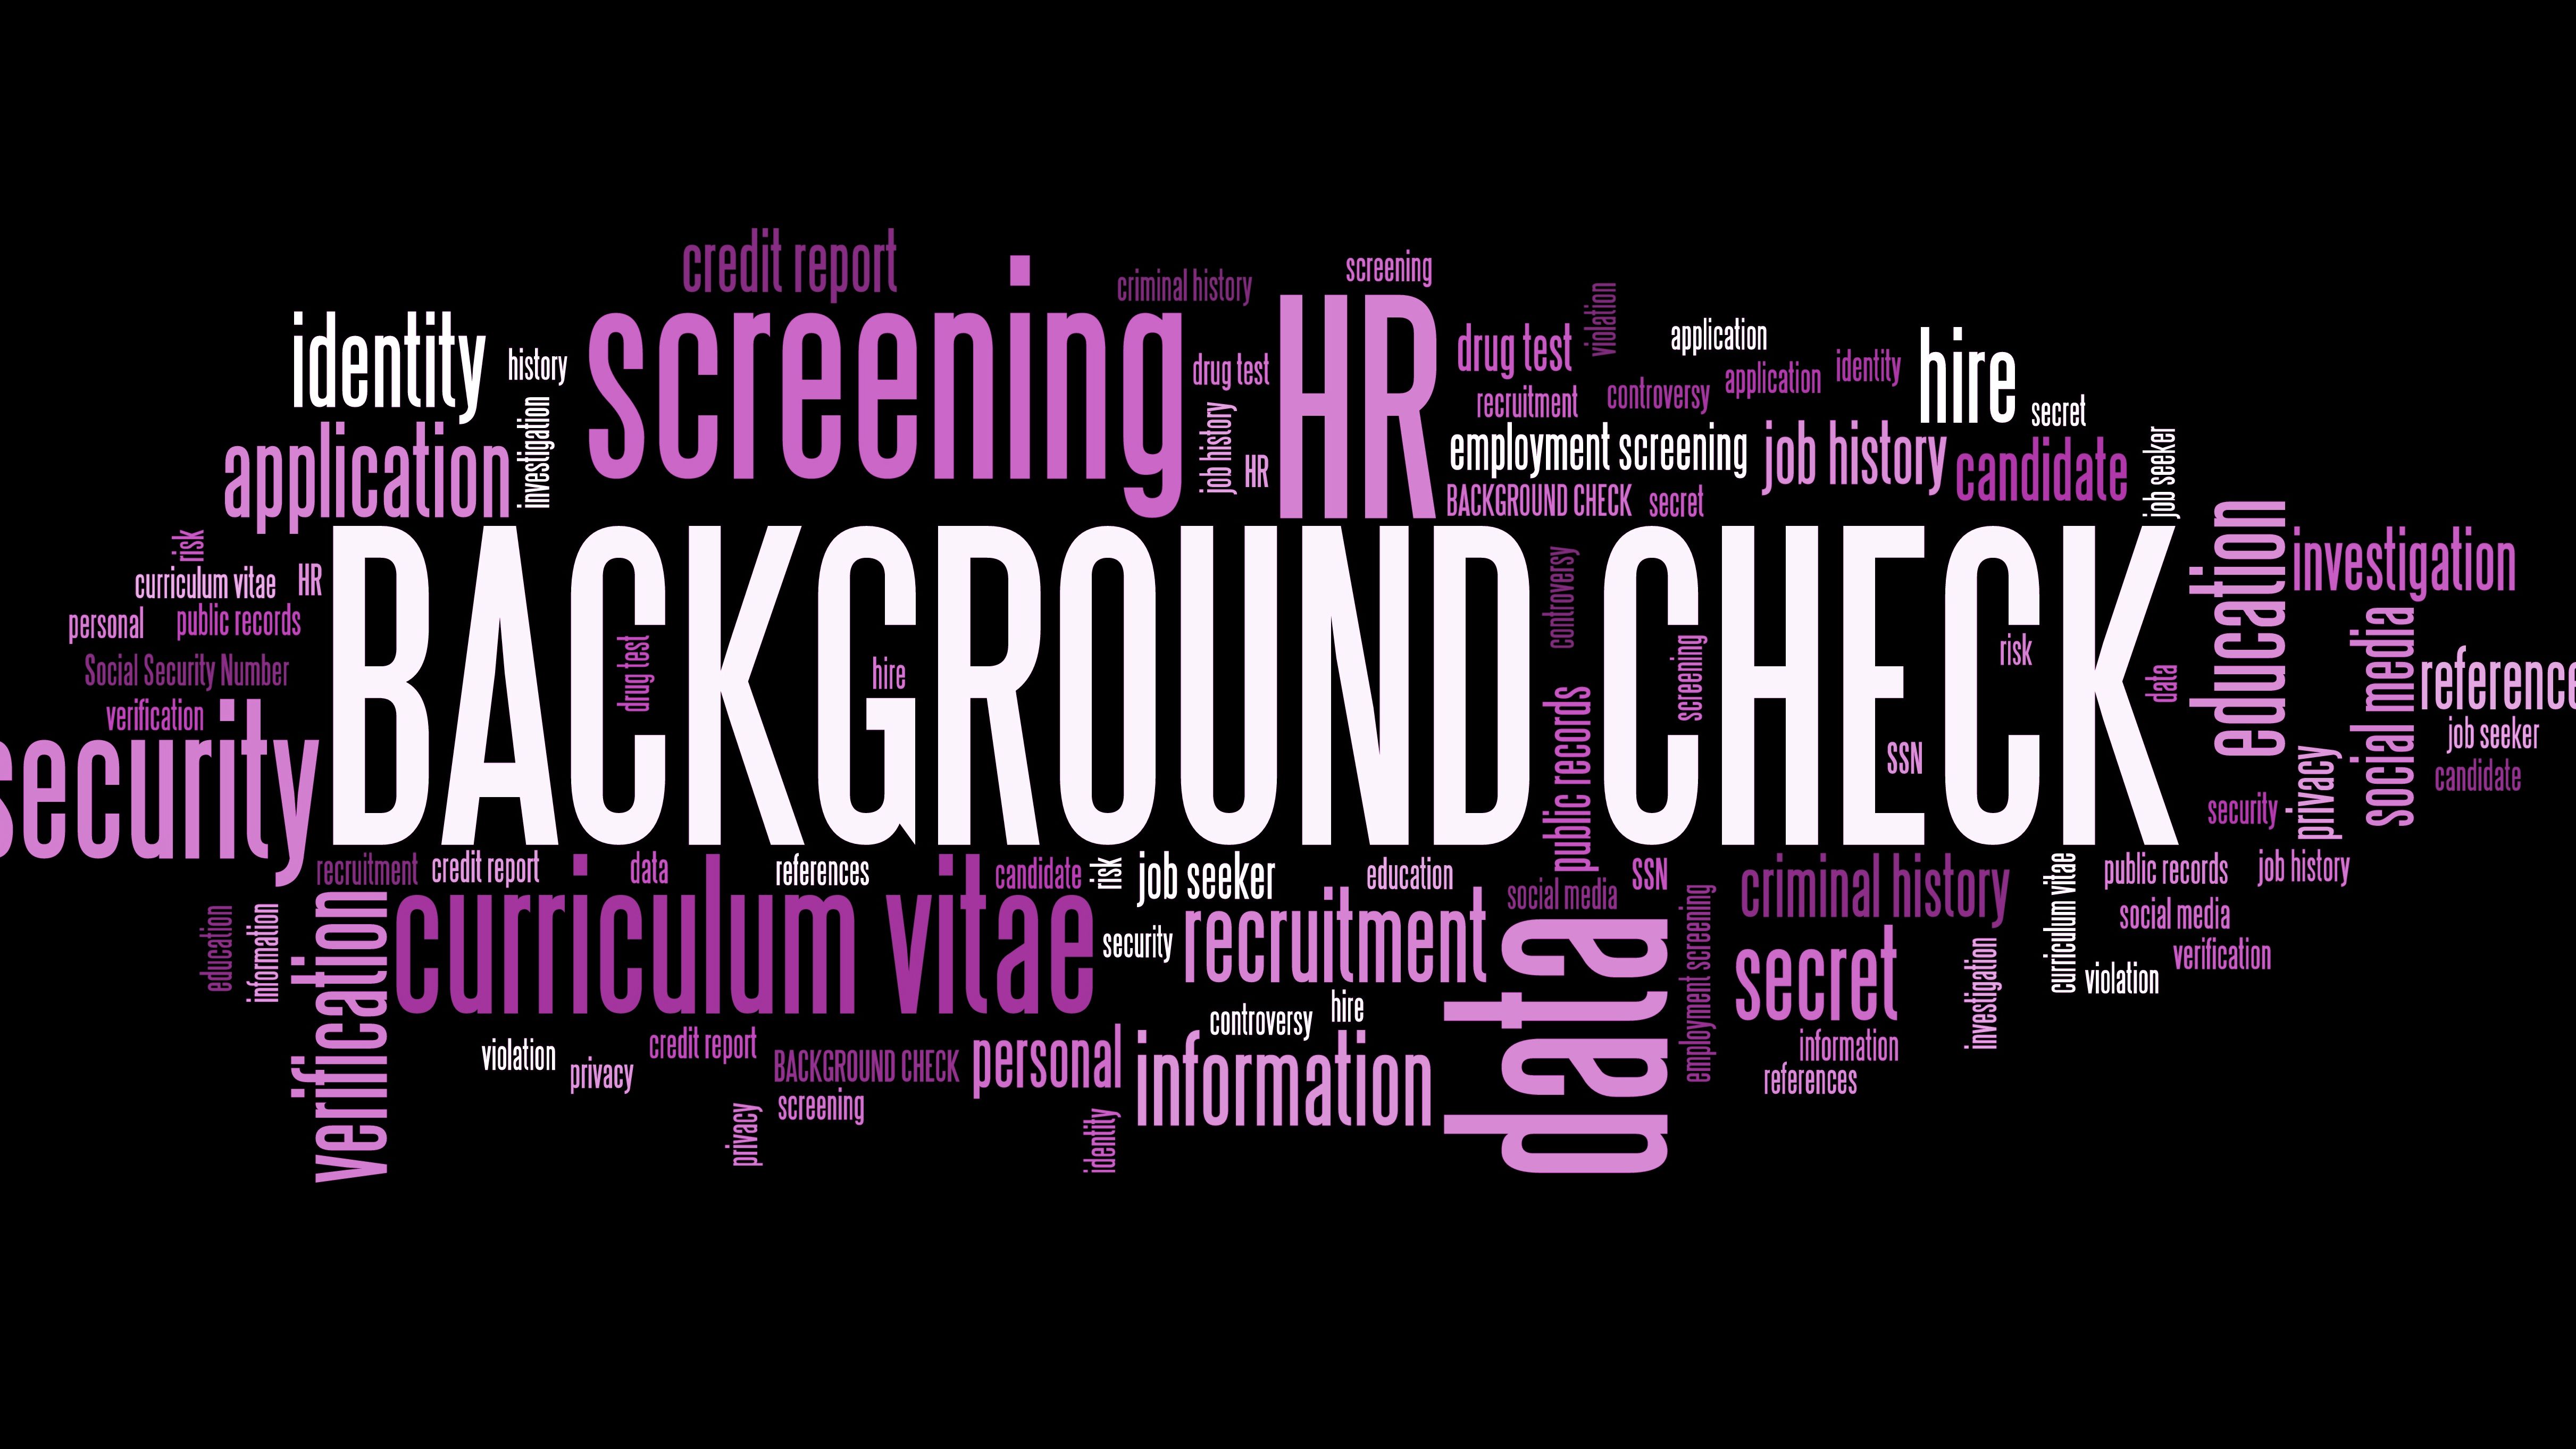 credit report
criminal history
screening
identity
history
screening
drug test
HR
drug test
violation
application
recruitment
controversy
application
identity
hire
secret
application
investigation
job history
HR
employment screening
job history
candidate
job seeker
BACKGROUND CHECK
secret
risk
curriculum vitae
HR
personal
public records
Social Security Number
verification
security
BACKGROUND CHECK
drug test
hire
controversy
public records
screening
SSN
risk
data
education
investigation
social media
reference
job seeker
candidate
security
privacy
recruitment
credit report
data
references
candidate
risk
job seeker
education
social media
SSN
criminal history
curriculum vitae
public records
job history
social media
verification
violation
education
information
verification
curriculum vitae
security
recruitment
data
employment screening
secret
investigation
information
references
violation
privacy
credit report
BACKGROUND CHECK
personal
controversy
hire
information
screening
privacy
identity